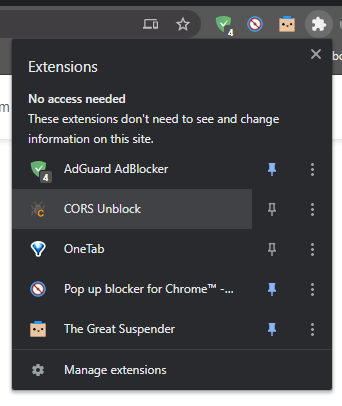 4
Extensions
No access needed
These extensions don't need to see and change
information on this site.
4
AdGuard AdBlocker
C
CORS Unblock
OneTab
Pop up blocker for Chrome™ -...
The Great Suspender
Manage extensions